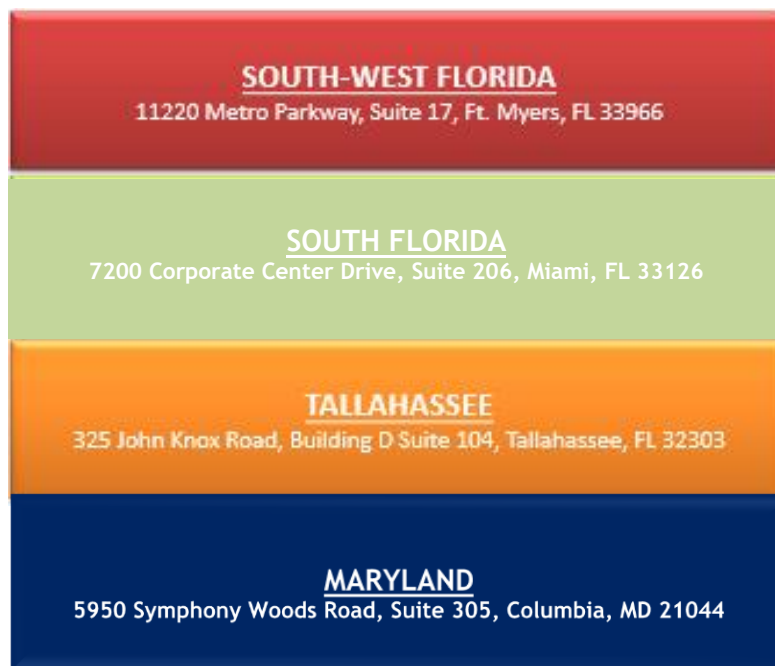 SOUTH-WEST FLORIDA
11220 Metro Parkway, Suite 17, Ft. Myers, FL 33966
SOUTH FLORIDA
7200 Corporate Center Drive, Suite 206, Miami, FL 33126
TALLAHASSEE
325 John Knox Road, Building D Suite 104, Tallahassee, FL 32303
MARYLAND
5950 Symphony Woods Road, Suite 305, Columbia, MD 21044